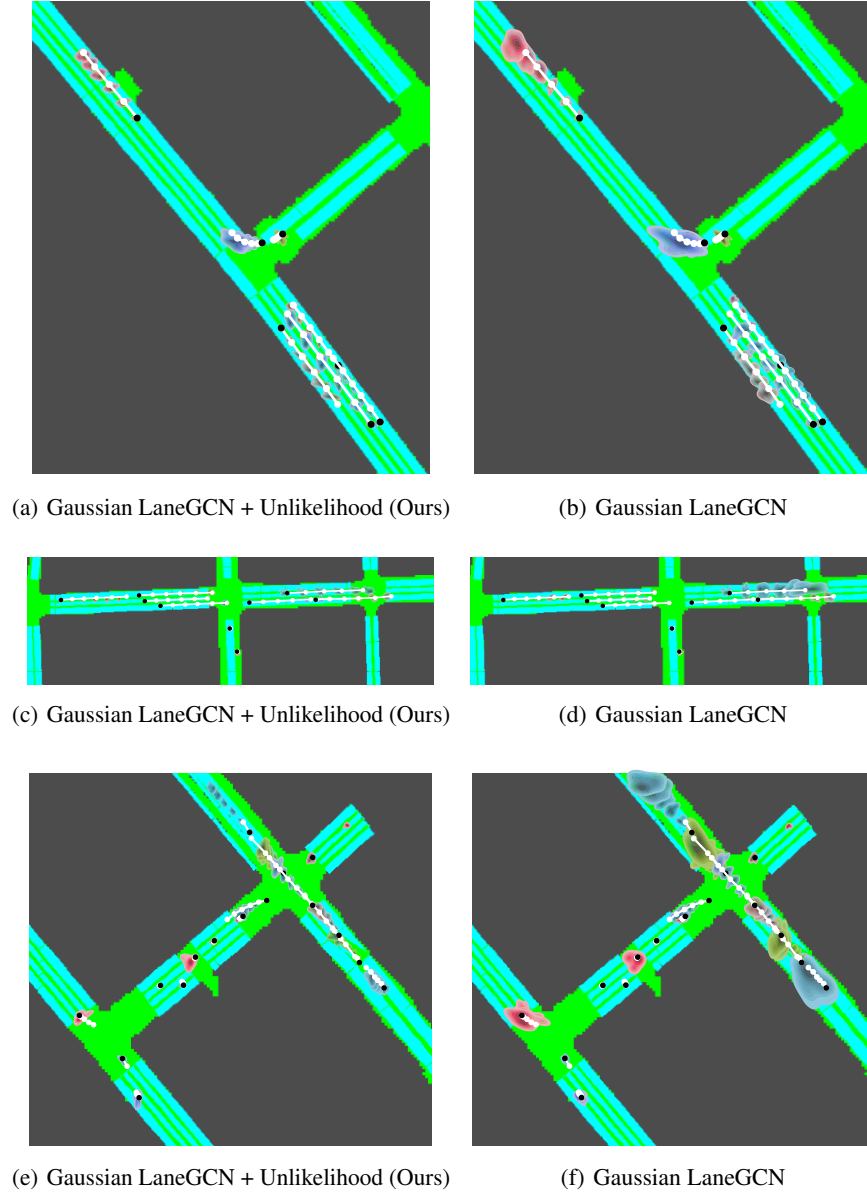 (a) Gaussian LaneGCN + Unlikelihood (Ours)
(b) Gaussian LaneGCN
(c) Gaussian LaneGCN + Unlikelihood (Ours)
(d) Gaussian LaneGCN
(e) Gaussian LaneGCN + Unlikelihood (Ours)
(f) Gaussian LaneGCN